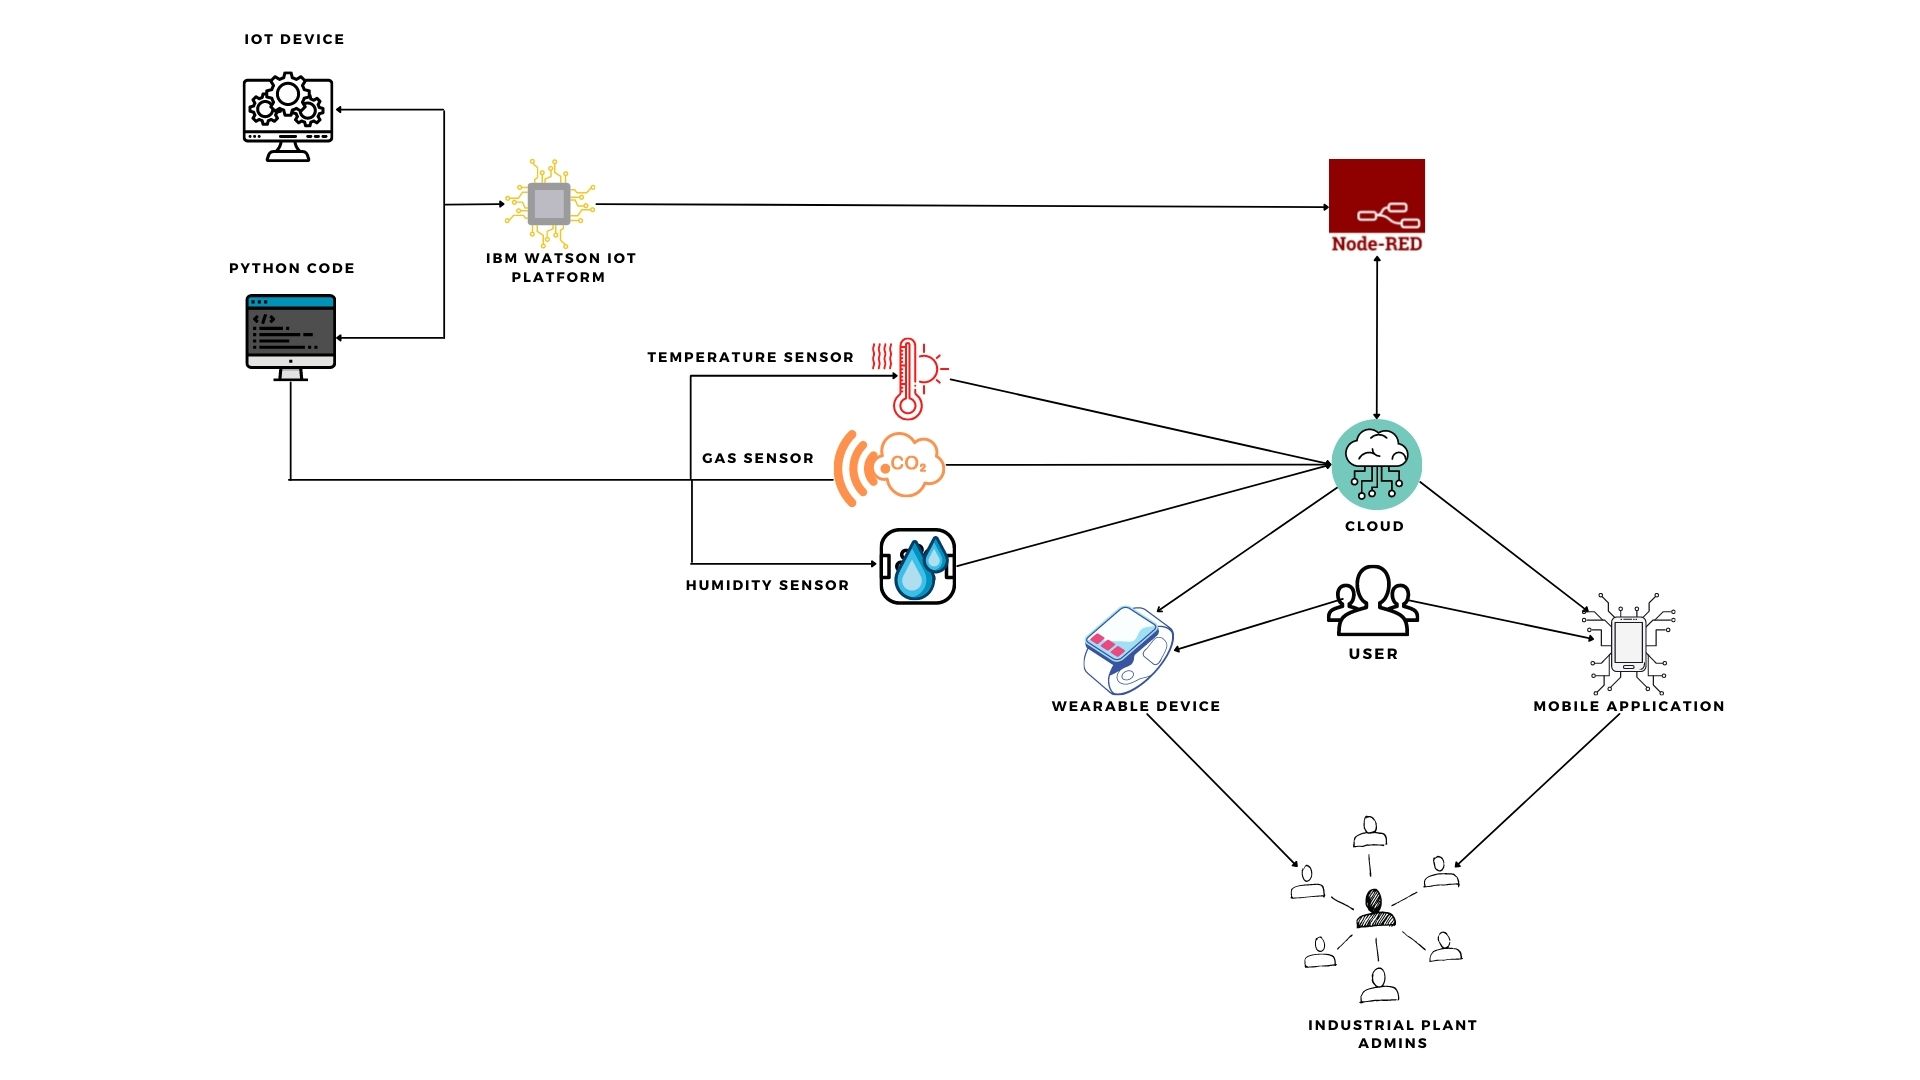 IOT DEVICE
Node-RED
IBM WATSON IOT
PLATFORM
PYTHON CODE
</>
TEMPERATURE SENSOR
GAS SENSOR
CO₂
HUMIDITY SENSOR
CLOUD
USER
WEARABLE DEVICE
MOBILE APPLICATION
INDUSTRIAL PLANT
ADMINS